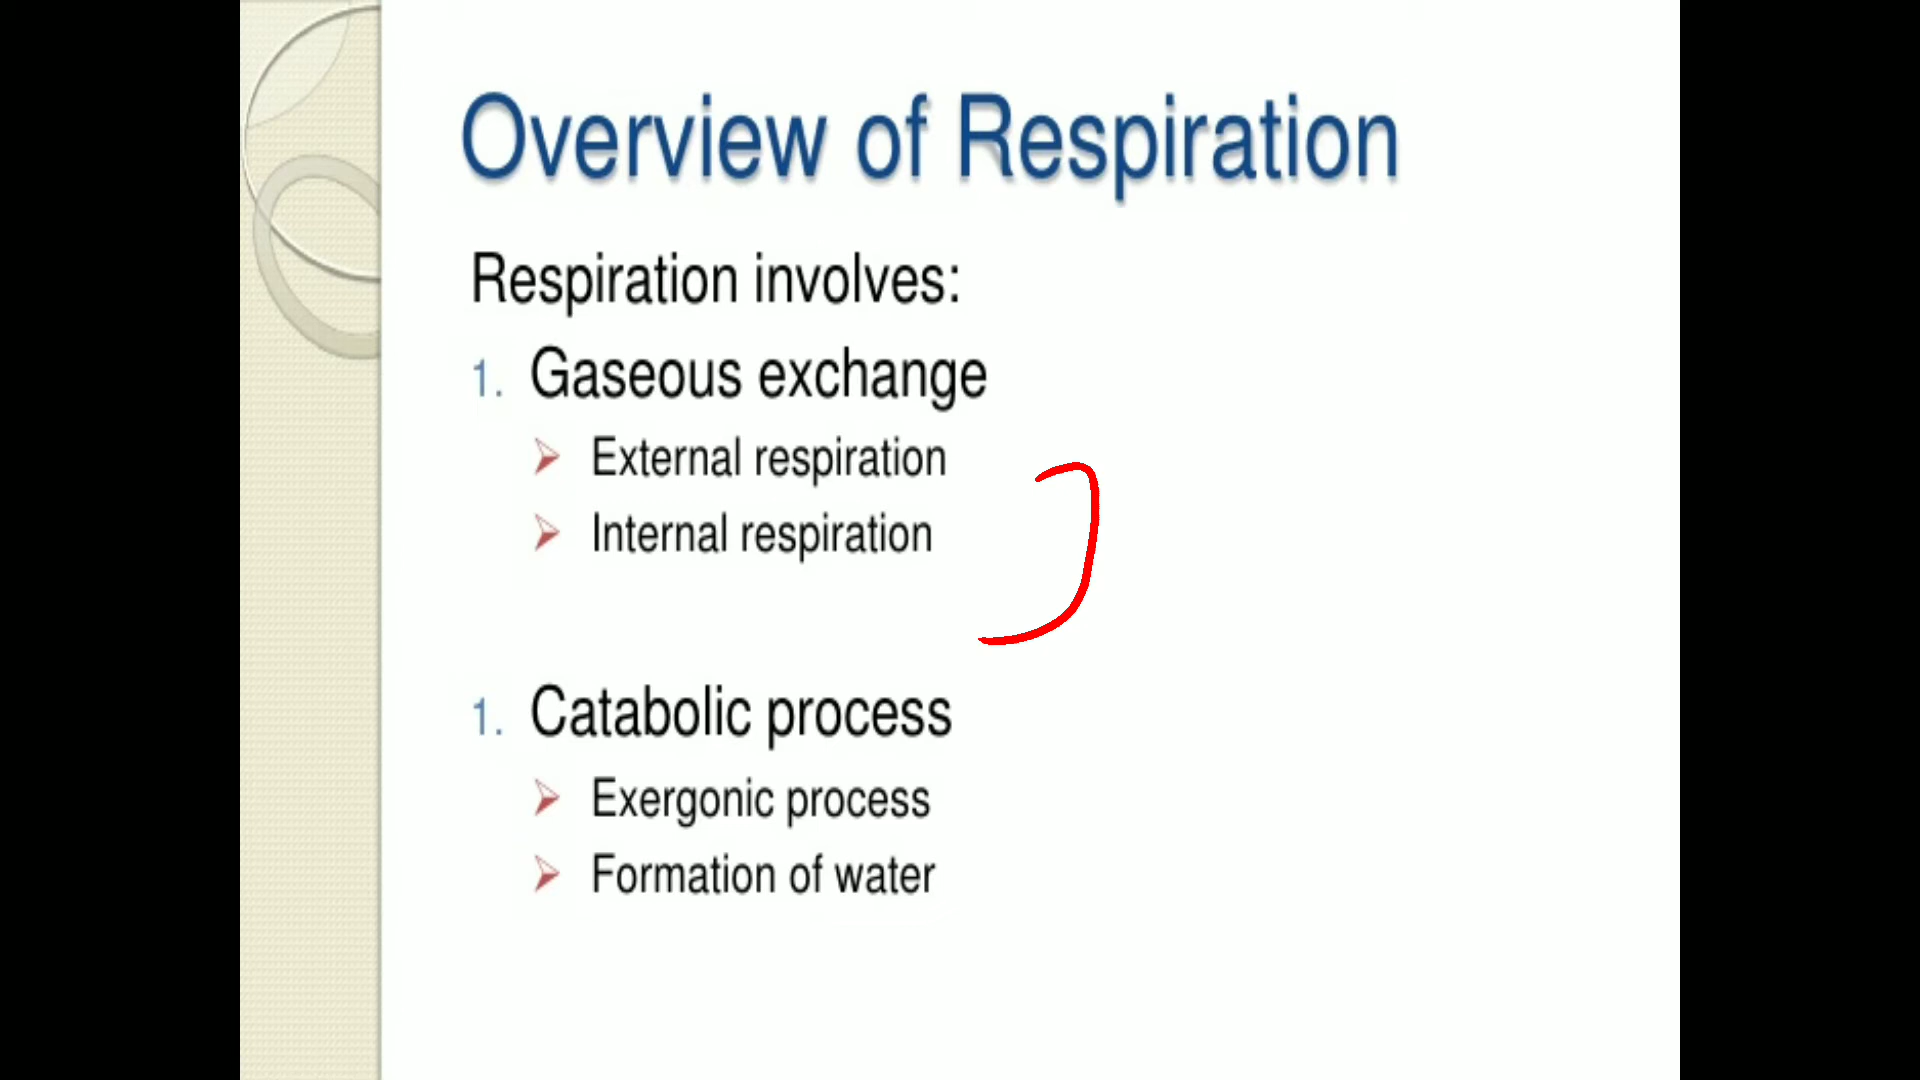 Overview of Respiration
Respiration involves:
1. Gaseous exchange
➢ External respiration
➢ Internal respiration
1. Catabolic process
➢ Exergonic process
➢ Formation of water